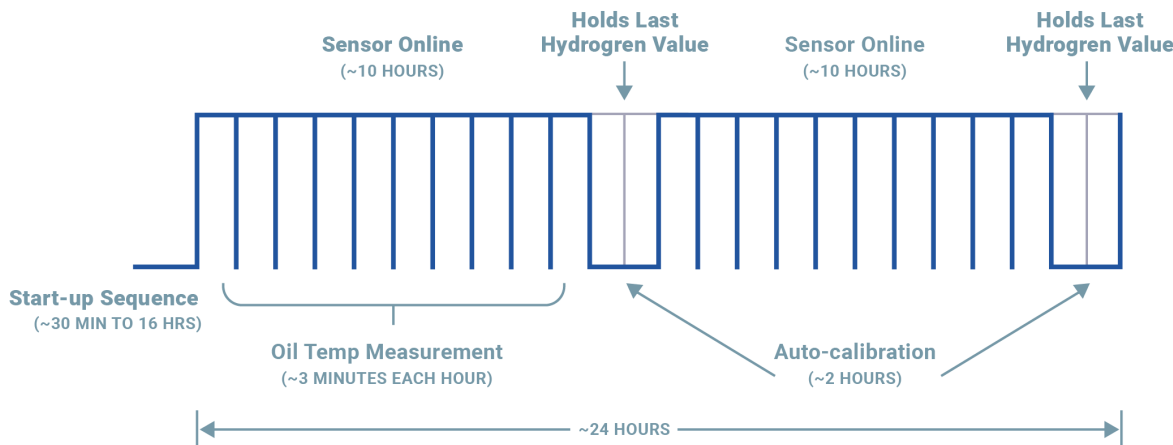 Holds Last
Hydrogren Value
Sensor Online
(~10 HOURS)
Sensor Online
(~10 HOURS)
Holds Last
Hydrogren Value
Start-up Sequence
(~30 MIN TO 16 HRS)
Oil Temp Measurement
(~3 MINUTES EACH HOUR)
Auto-calibration
(~2 HOURS)
~24 HOURS